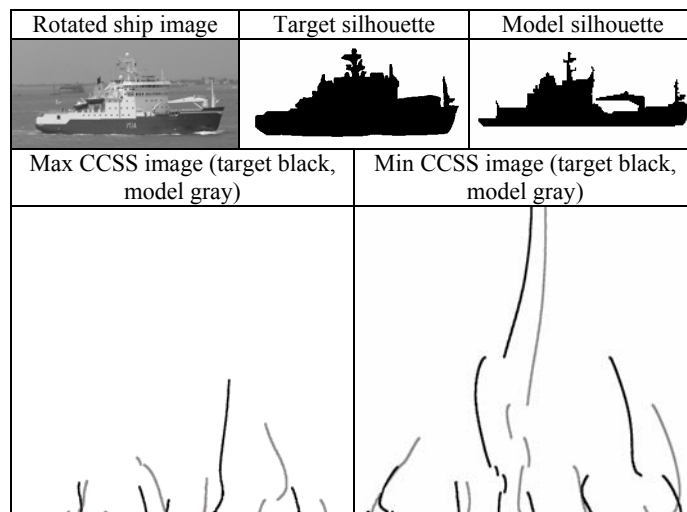 Rotated ship image
Target silhouette
Model silhouette
Max CCSS image (target black,
model gray)
Min CCSS image (target black,
model gray)